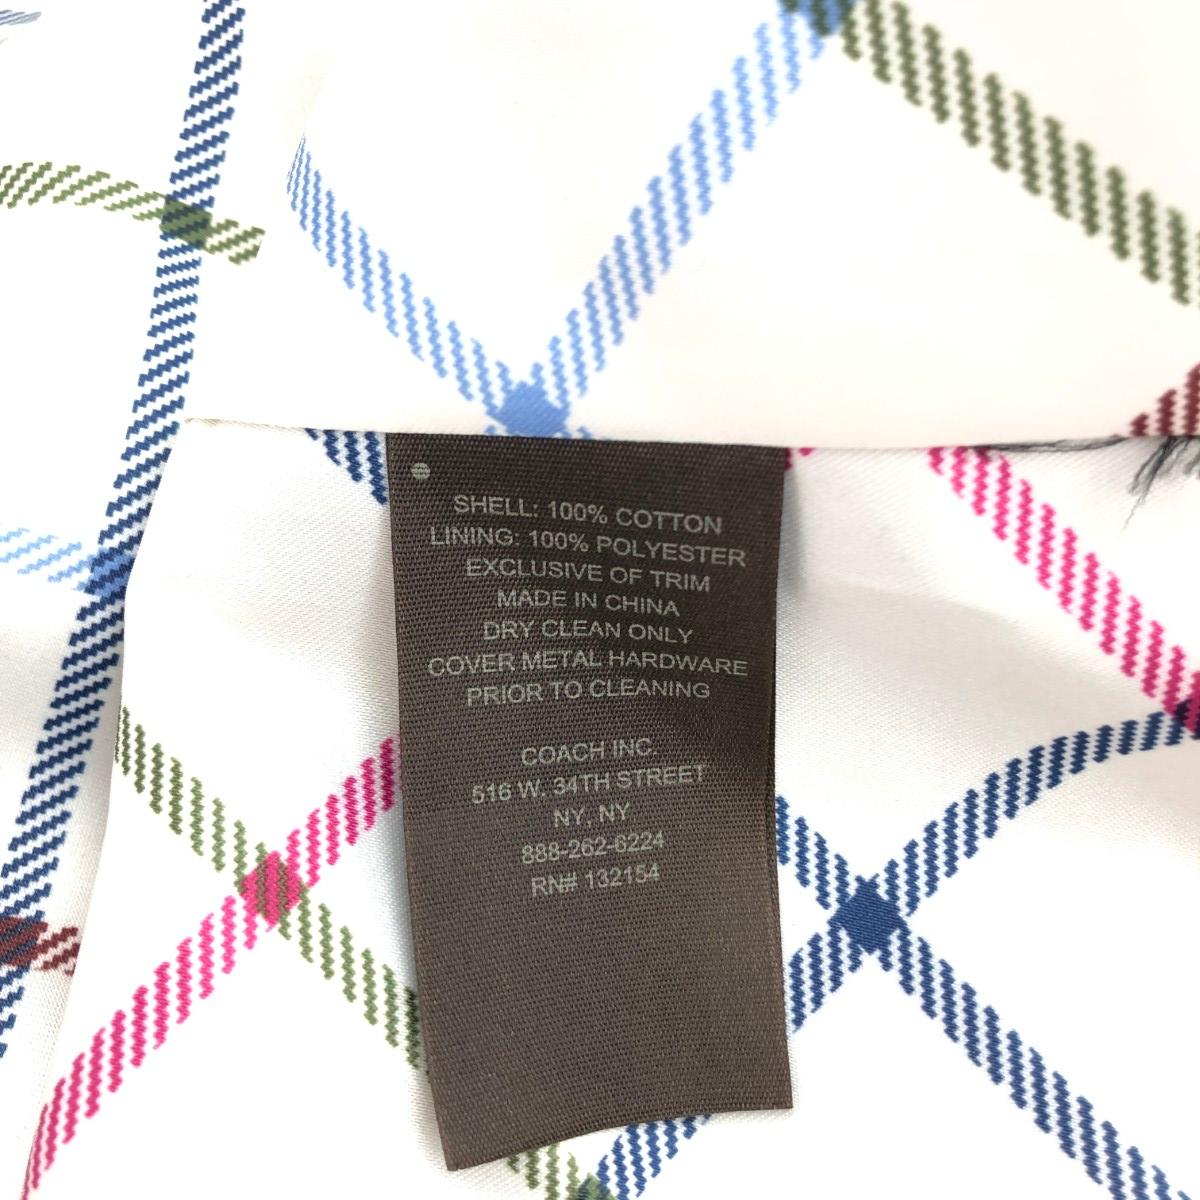 SHELL: 100% COTTON
LINING: 100% POLYESTER
EXCLUSIVE OF TRIM
MADE IN CHINA
DRY CLEAN ONLY
COVER METAL HARDWARE
PRIOR TO CLEANING
COACH INC.
516 W. 34TH STREET
NY, NY
888-262-6224
RN# 132154